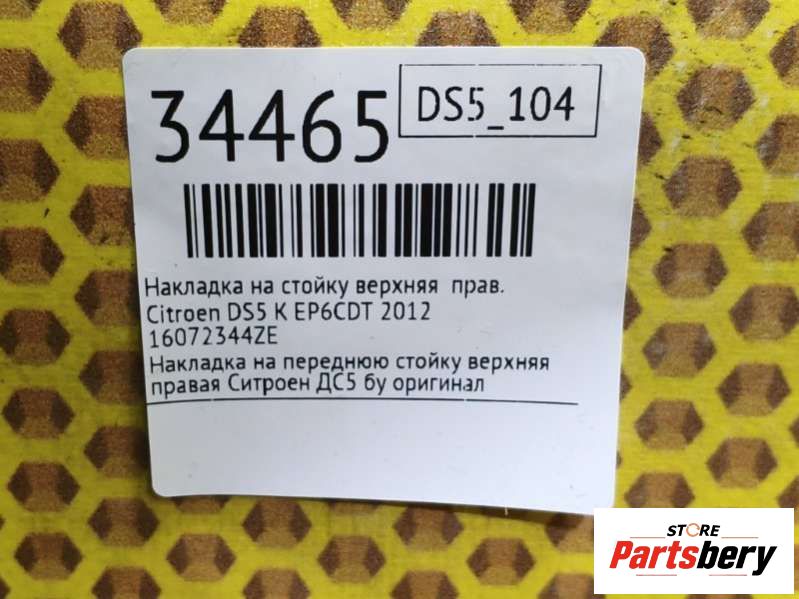 34465
DS5_104
Накладка на стойку верхняя прав.
Citroen DS5 K EP6CDT 2012
16072344ZE
Накладка на переднюю стойку верхняя
правая Ситроен ДС5 бу оригинал
STORE
Partsbery